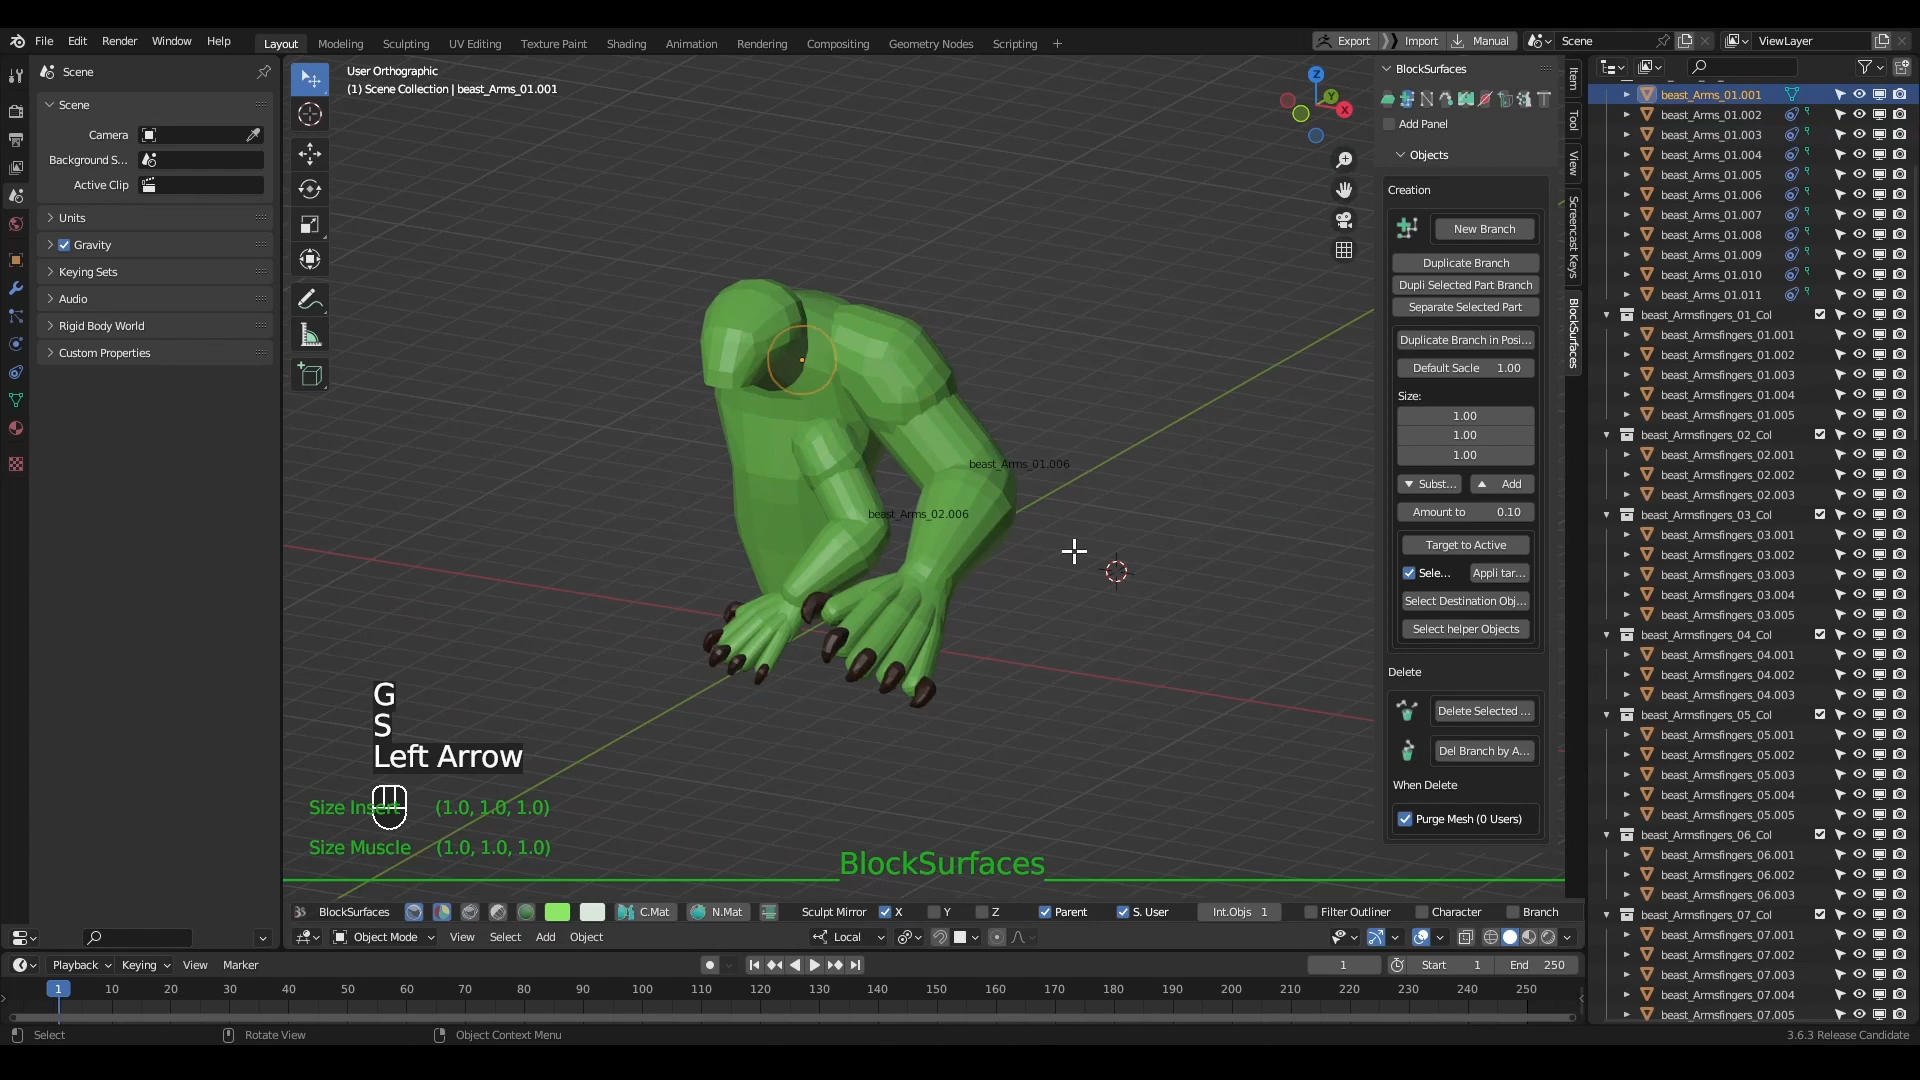 File Edit Render Window Help Layout Modeling Sculpting UV Editing Texture Paint Shading Animation Rendering Compositing Geometry Nodes Scripting + Export Import Manual Scene ViewLayer
Scene
Scene
Camera
Background S...
Active Clip
Units
Gravity
Keying Sets
Audio
Rigid Body World
Custom Properties
User Orthographic
(1) Scene Collection | beast_Arms_01.001
Z
Y
X
beast_Arms_01.006
beast_Arms_02.006
G
S
Left Arrow
Size Insert (1.0, 1.0, 1.0)
Size Muscle (1.0, 1.0, 1.0)
BlockSurfaces
BlockSurfaces
Add Panel
Objects
Creation
New Branch
Duplicate Branch
Dupli Selected Part Branch
Separate Selected Part
Duplicate Branch in Posi...
Default Sacle 1.00
Size:
1.00
1.00
1.00
Subst... Add
Amount to 0.10
Target to Active
Sele... Appli tar...
Select Destination Obj...
Select helper Objects
Delete
Delete Selected ...
Del Branch by A...
When Delete
Purge Mesh (0 Users)
Item
Tool
View
Screencast Keys
BlockSurfaces
beast_Arms_01.001
beast_Arms_01.002
beast_Arms_01.003
beast_Arms_01.004
beast_Arms_01.005
beast_Arms_01.006
beast_Arms_01.007
beast_Arms_01.008
beast_Arms_01.009
beast_Arms_01.010
beast_Arms_01.011
beast_Armsfingers_01_Col
beast_Armsfingers_01.001
beast_Armsfingers_01.002
beast_Armsfingers_01.003
beast_Armsfingers_01.004
beast_Armsfingers_01.005
beast_Armsfingers_02_Col
beast_Armsfingers_02.001
beast_Armsfingers_02.002
beast_Armsfingers_02.003
beast_Armsfingers_03_Col
beast_Armsfingers_03.001
beast_Armsfingers_03.002
beast_Armsfingers_03.003
beast_Armsfingers_03.004
beast_Armsfingers_03.005
beast_Armsfingers_04_Col
beast_Armsfingers_04.001
beast_Armsfingers_04.002
beast_Armsfingers_04.003
beast_Armsfingers_05_Col
beast_Armsfingers_05.001
beast_Armsfingers_05.002
beast_Armsfingers_05.003
beast_Armsfingers_05.004
beast_Armsfingers_05.005
beast_Armsfingers_06_Col
beast_Armsfingers_06.001
beast_Armsfingers_06.002
beast_Armsfingers_06.003
beast_Armsfingers_07_Col
beast_Armsfingers_07.001
beast_Armsfingers_07.002
beast_Armsfingers_07.003
beast_Armsfingers_07.004
beast_Armsfingers_07.005
BlockSurfaces C.Mat N.Mat Sculpt Mirror X Y Z Parent S. User Int.Objs 1 Filter Outliner Character Branch
Object Mode View Select Add Object Local
Playback Keying View Marker 1 Start 1 End 250
1 10 20 30 40 50 60 70 80 90 100 110 120 130 140 150 160 170 180 190 200 210 220 230 240 250
Select Rotate View Object Context Menu 3.6.3 Release Candidate